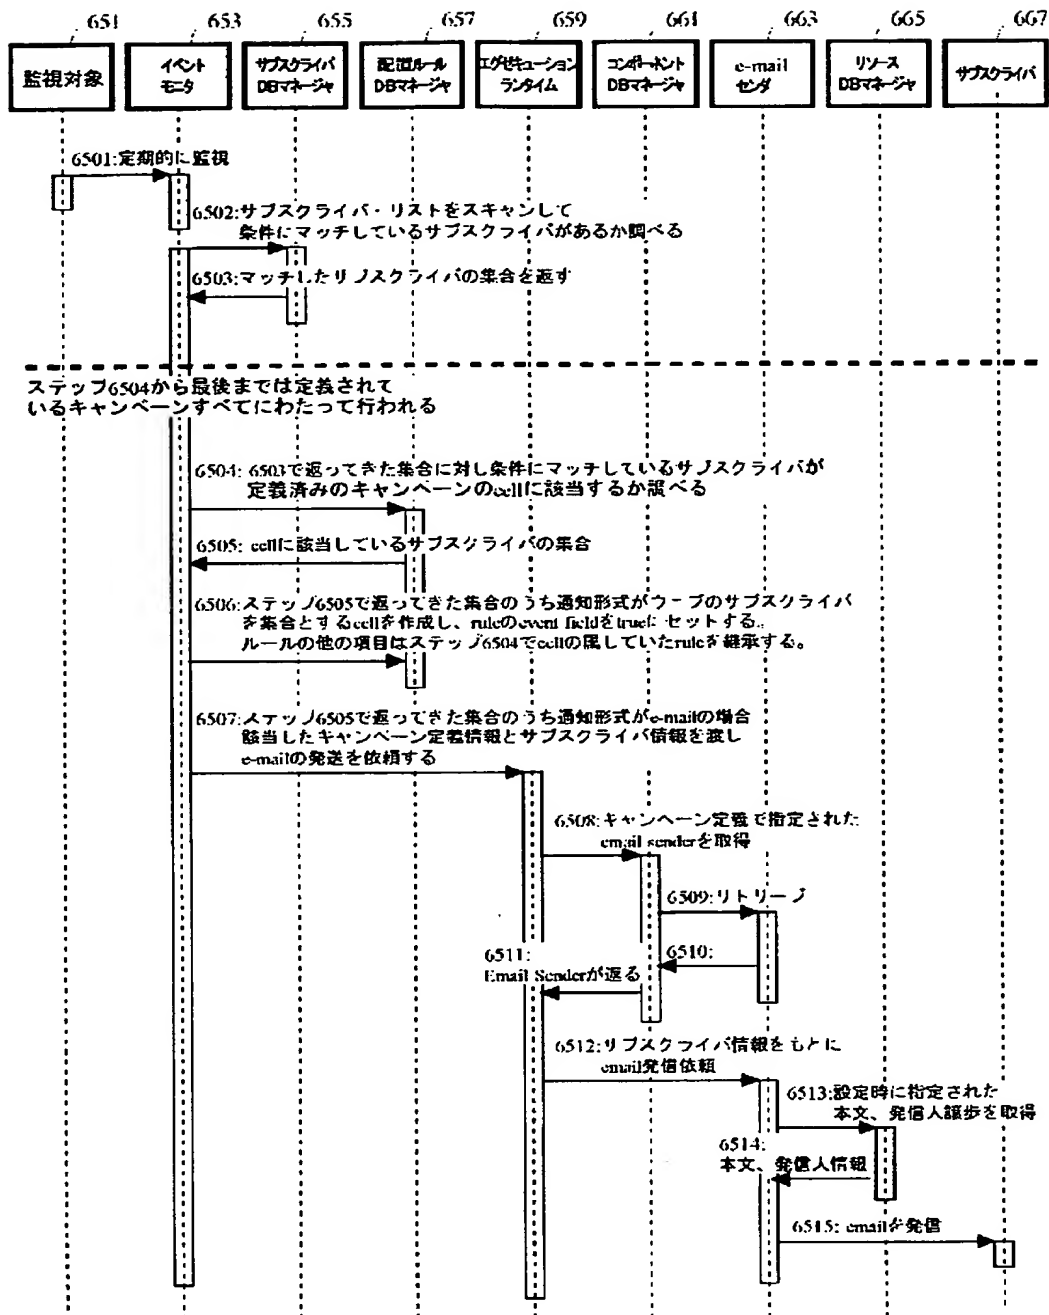 651 653 655 657 659 661 663 665 667
監視対象
イベント
モニタ
サブスクライバ
DBマネージャ
配置ルール
DBマネージャ
エグゼキューション
ランタイム
コンポーネント
DBマネージャ
e-mail
センダ
リソース
DBマネージャ
サブスクライバ
6501:定期的に監視
6502:サブスクライバ・リストをスキャンして
条件にマッチしているサブスクライバがあるか調べる
6503:マッチしたサブスクライバの集合を返す
ステップ6504から最後までは定義されて
いるキャンペーンすべてにわたって行われる
6504: 6503で返ってきた集合に対し条件にマッチしているサブスクライバが
定義済みのキャンペーンのcellに該当するか調べる
6505: cellに該当しているサブスクライバの集合
6506:ステップ6505で返ってきた集合のうち通知形式がウェブのサブスクライバ
を集合とするcellを作成し、ruleのevent fieldをtrueにセットする。
ルールの他の項目はステップ6504でcellの属していたruleを継承する。
6507:ステップ6505で返ってきた集合のうち通知形式がe-mailの場合
該当したキャンペーン定義情報とサブスクライバ情報を渡し
e-mailの発送を依頼する
6508:キャンペーン定義で指定された
email senderを取得
6509:リトリーブ
6510:
6511:
Email Senderが返る
6512:サブスクライバ情報をもとに
email発信依頼
6513:設定時に指定された
本文、発信人譲歩を取得
6514:
本文、発信人情報
6515: emailを発信